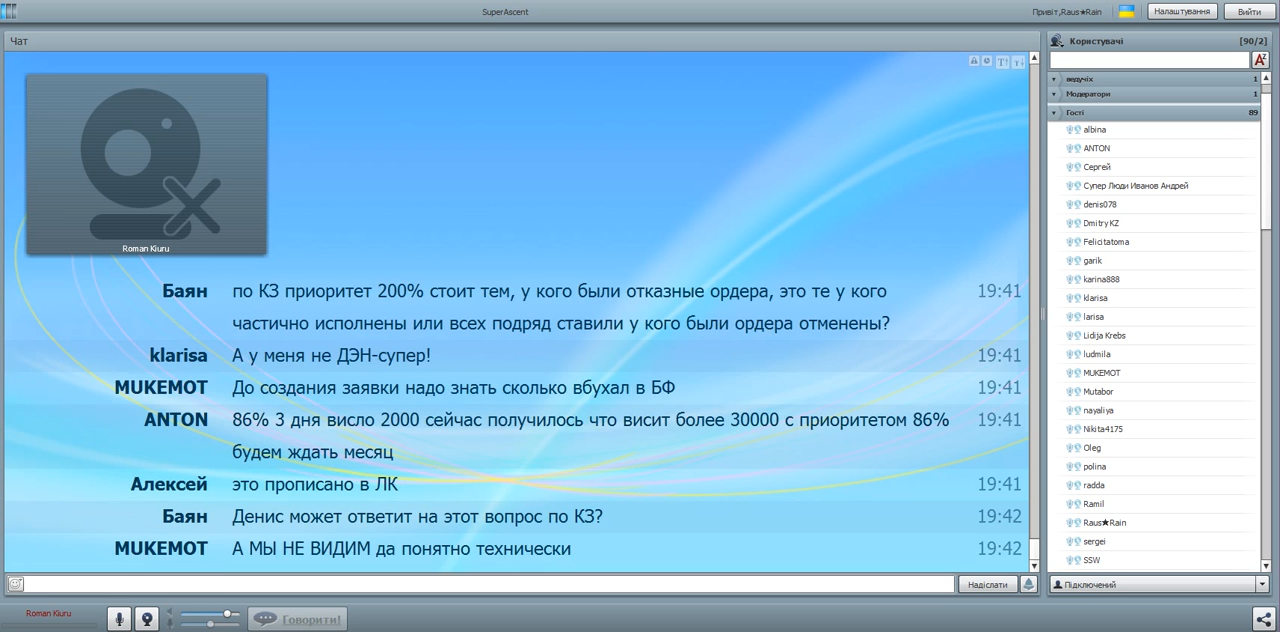 SuperAscent
Привіт,Raus★Rain
Налаштування
Вийти
Чат
Roman Kiuru
Баян по КЗ приоритет 200% стоит тем, у кого были отказные ордера, это те у кого 19:41
частично исполнены или всех подряд ставили у кого были ордера отменены?
klarisa А у меня не ДЭН-супер! 19:41
MUKEMOT До создания заявки надо знать сколько вбухал в БФ 19:41
ANTON 86% 3 дня висло 2000 сейчас получилось что висит более 30000 с приоритетом 86% 19:41
будем ждать месяц
Алексей это прописано в ЛК 19:41
Баян Денис может ответит на этот вопрос по КЗ? 19:42
MUKEMOT А МЫ НЕ ВИДИМ да понятно технически 19:42
Надіслати
Roman Kiuru
Говорити!
Користувачі [90/2]
ведучіх 1
Модератори 1
Гості 89
albina
ANTON
Сергей
Супер Люди Иванов Андрей
denis078
Dmitry KZ
Felicitatoma
garik
karina888
klarisa
larisa
Lidija Krebs
ludmila
MUKEMOT
Mutabor
nayaliya
Nikita4175
Oleg
polina
radda
Ramil
Raus★Rain
sergei
SSW
Підключений